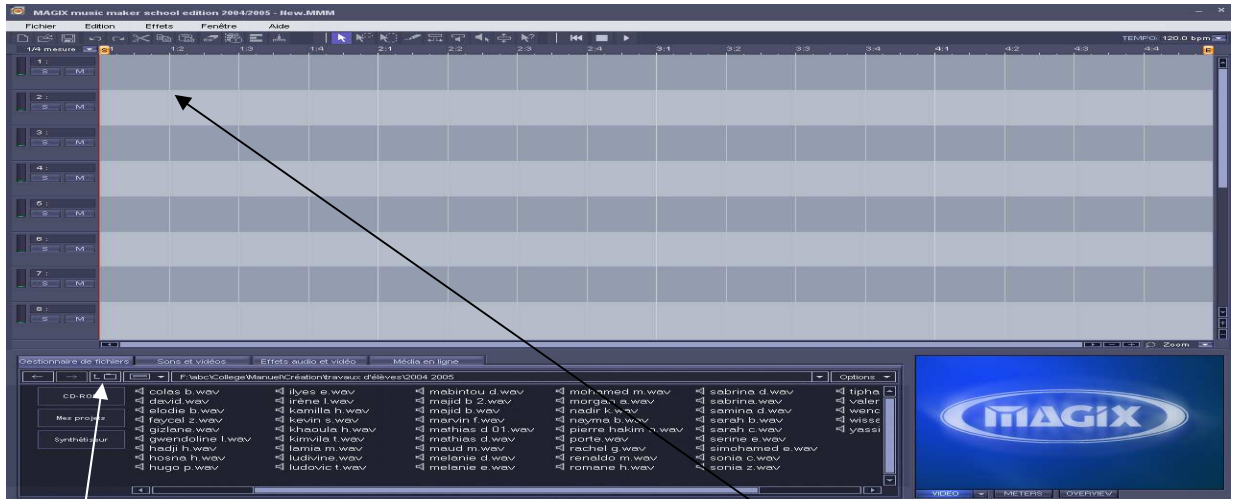 MAGIX music maker school edition 2004/2005 - New.MMM
Fichier Edition Effets Fenêtre Aide
TEMPO: 120.0 bpm
1/4 mesure S 1:2 1:3 1:4 2:1 2:2 2:3 2:4 3:1 3:2 3:3 3:4 4:1 4:2 4:3 4:4 E
1 :
S M
2 :
S M
3 :
S M
4 :
S M
5 :
S M
6 :
S M
7 :
S M
8 :
S M
Zoom
Gestionnaire de fichiers Sons et vidéos Effets audio et vidéo Média en ligne
F:\abc\College\Manuel\Création\travaux d'élèves\2004 2005 Options
CD-ROM
Mes projets
Synthétiseur
colas b.wav ilyes e.wav mabintou d.wav mohamed m.wav sabrina d.wav tipha
david.wav irène l.wav majid b 2.wav morgan a.wav sabrina.wav valer
elodie b.wav kamilla h.wav majid b.wav nadir k.wav samina d.wav wenc
faycal z.wav kevin s.wav marvin f.wav nayma b.wav sarah b.wav wisse
gizlane.wav khaoula h.wav mathias d 01.wav pierre hakim .wav sarah c.wav yassi
gwendoline l.wav kimvila t.wav mathias d.wav porte.wav serine e.wav
hadji h.wav lamia m.wav maud m.wav rachel g.wav simohamed e.wav
hosna h.wav ludivine.wav melanie d.wav renaldo m.wav sonia c.wav
hugo p.wav ludovic t.wav melanie e.wav romane h.wav sonia z.wav
MAGIX
VIDEO METERS OVERVIEW